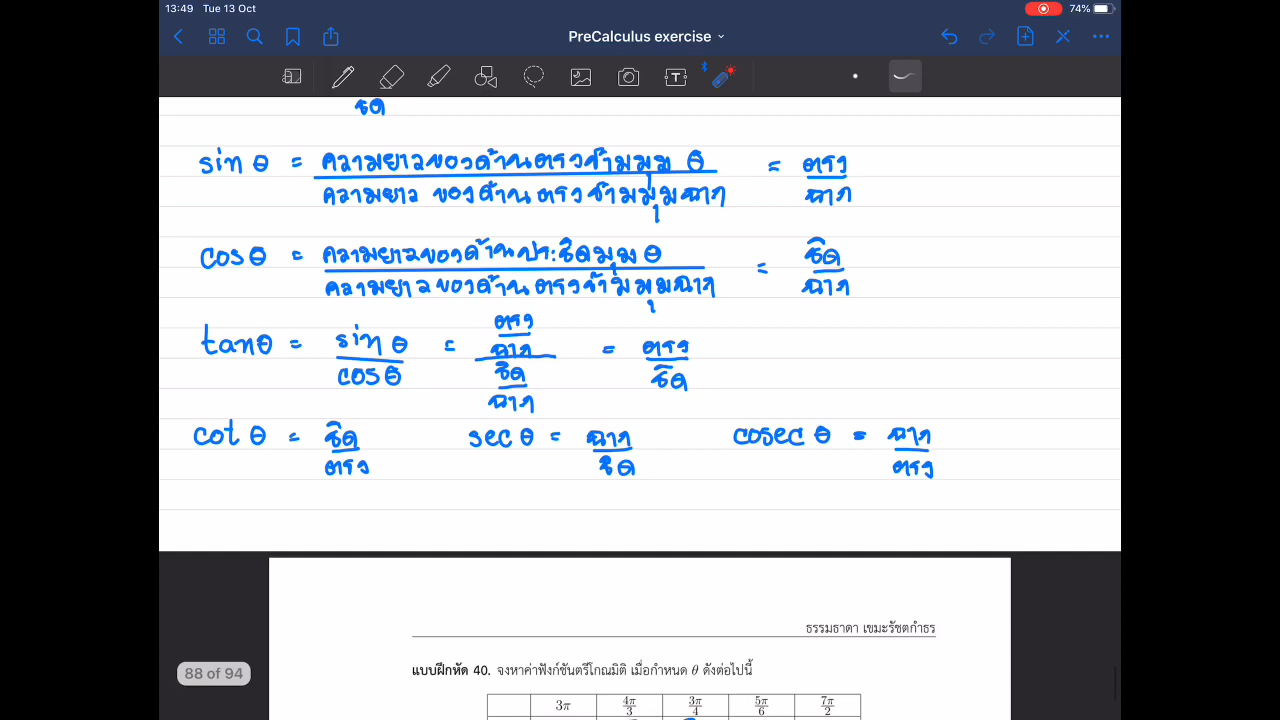 13:49 Tue 13 Oct 74%
PreCalculus exercise
T
ชิด
sin θ = ความยาวของด้านตรงข้ามมุม θ / ความยาวของด้านตรงข้ามมุมฉาก = ตรง / ฉาก
cos θ = ความยาวของด้านประชิดมุม θ / ความยาวของด้านตรงข้ามมุมฉาก = ชิด / ฉาก
tan θ = sin θ / cos θ = ตรง / ฉาก / ชิด / ฉาก = ตรง / ชิด
cot θ = ชิด / ตรง sec θ = ฉาก / ชิด cosec θ = ฉาก / ตรง
ธรรมธาดา เขมะรัชตกำธร
88 of 94
แบบฝึกหัด 40. จงหาค่าฟังก์ชันตรีโกณมิติ เมื่อกำหนด θ ดังต่อไปนี้
3π 4π/3 3π/4 5π/6 7π/2